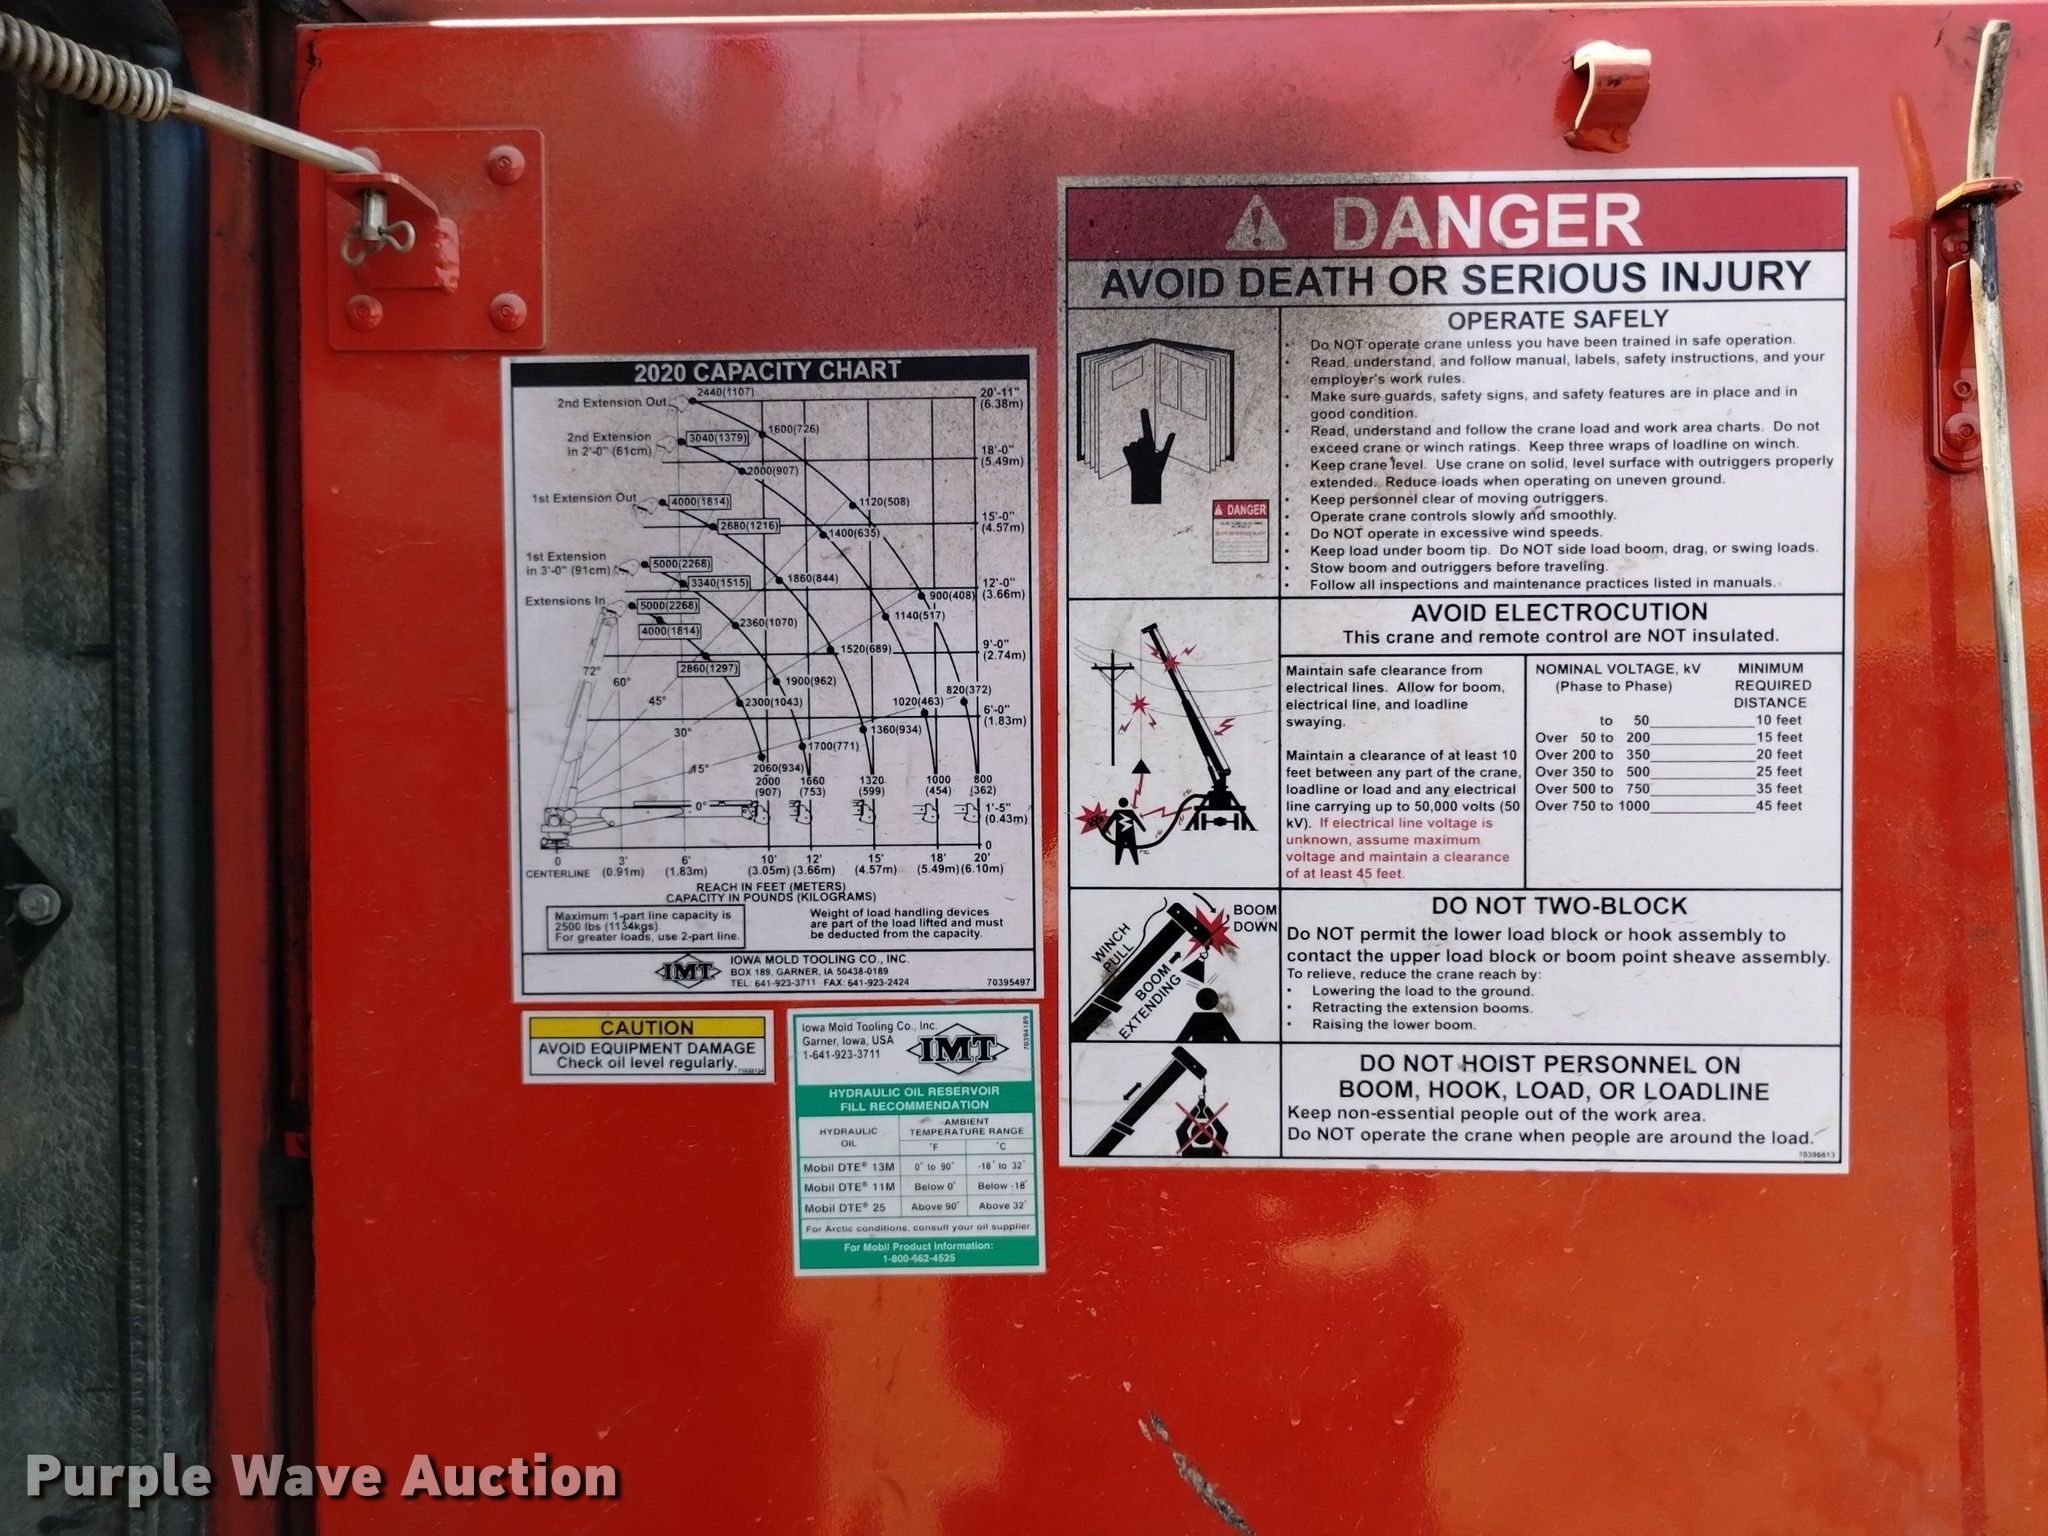 2020 CAPACITY CHART
2440(1107)
2nd Extension Out
20'-11"
(6.38m)
1600(726)
2nd Extension
in 2'-0" (61cm)
3040(1379)
18'-0"
(5.49m)
2000(907)
1st Extension Out
4000(1814)
1120(508)
15'-0"
(4.57m)
2680(1216)
1400(635)
1st Extension
in 3'-0" (91cm)
5000(2268)
3340(1515)
1860(844)
12'-0"
(3.66m)
900(408)
Extensions In
5000(2268)
1140(517)
4000(1814)
2360(1070)
1520(689)
9'-0"
(2.74m)
2860(1297)
72°
60°
1900(962)
820(372)
45°
2300(1043)
1020(463)
6'-0"
(1.83m)
30°
1360(934)
1700(771)
15°
2060(934)
2000
(907)
1660
(753)
1320
(599)
1000
(454)
800
(362)
0°
1'-5"
(0.43m)
0
0 3' 6' 10' 12' 15' 18' 20'
CENTERLINE (0.91m) (1.83m) (3.05m) (3.66m) (4.57m) (5.49m) (6.10m)
REACH IN FEET (METERS)
CAPACITY IN POUNDS (KILOGRAMS)
Maximum 1-part line capacity is
2500 lbs (1134kgs).
For greater loads, use 2-part line.
Weight of load handling devices
are part of the load lifted and must
be deducted from the capacity.
IMT
IOWA MOLD TOOLING CO., INC.
BOX 189, GARNER, IA 50438-0189
TEL: 641-923-3711 FAX: 641-923-2424
70395497
CAUTION
AVOID EQUIPMENT DAMAGE
Check oil level regularly.
Iowa Mold Tooling Co., Inc.
Garner, Iowa, USA
1-641-923-3711
IMT
70394189
HYDRAULIC OIL RESERVOIR
FILL RECOMMENDATION
HYDRAULIC
OIL
AMBIENT
TEMPERATURE RANGE
°F °C
Mobil DTE® 13M 0° to 90° -18° to 32°
Mobil DTE® 11M Below 0° Below -18°
Mobil DTE® 25 Above 90° Above 32°
For Arctic conditions, consult your oil supplier
For Mobil Product Information:
1-800-662-4525
DANGER
AVOID DEATH OR SERIOUS INJURY
DANGER
OPERATE SAFELY
• Do NOT operate crane unless you have been trained in safe operation.
• Read, understand, and follow manual, labels, safety instructions, and your
employer's work rules.
• Make sure guards, safety signs, and safety features are in place and in
good condition.
• Read, understand and follow the crane load and work area charts. Do not
exceed crane or winch ratings. Keep three wraps of loadline on winch.
• Keep crane level. Use crane on solid, level surface with outriggers properly
extended. Reduce loads when operating on uneven ground.
• Keep personnel clear of moving outriggers.
• Operate crane controls slowly and smoothly.
• Do NOT operate in excessive wind speeds.
• Keep load under boom tip. Do NOT side load boom, drag, or swing loads.
• Stow boom and outriggers before traveling.
• Follow all inspections and maintenance practices listed in manuals.
AVOID ELECTROCUTION
This crane and remote control are NOT insulated.
Maintain safe clearance from
electrical lines. Allow for boom,
electrical line, and loadline
swaying.
Maintain a clearance of at least 10
feet between any part of the crane,
loadline or load and any electrical
line carrying up to 50,000 volts (50
kV). If electrical line voltage is
unknown, assume maximum
voltage and maintain a clearance
of at least 45 feet.
NOMINAL VOLTAGE, kV
(Phase to Phase)
MINIMUM
REQUIRED
DISTANCE
to 50 10 feet
Over 50 to 200 15 feet
Over 200 to 350 20 feet
Over 350 to 500 25 feet
Over 500 to 750 35 feet
Over 750 to 1000 45 feet
WINCH
PULL
BOOM
DOWN
BOOM
EXTENDING
DO NOT TWO-BLOCK
Do NOT permit the lower load block or hook assembly to
contact the upper load block or boom point sheave assembly.
To relieve, reduce the crane reach by:
• Lowering the load to the ground.
• Retracting the extension booms.
• Raising the lower boom.
DO NOT HOIST PERSONNEL ON
BOOM, HOOK, LOAD, OR LOADLINE
Keep non-essential people out of the work area.
Do NOT operate the crane when people are around the load.
70396613
Purple Wave Auction